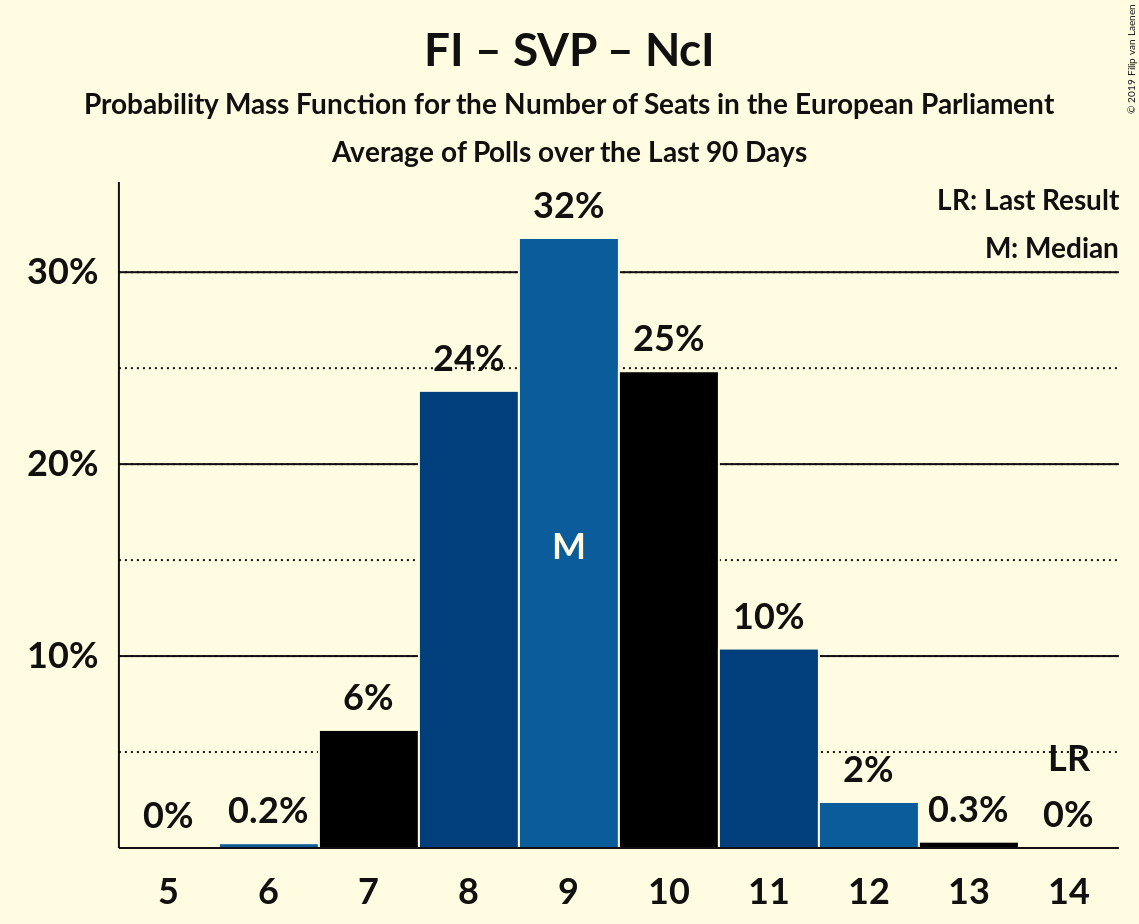 FI – SVP – NcI
Probability Mass Function for the Number of Seats in the European Parliament
Average of Polls over the Last 90 Days
© 2019 Filip van Laenen
LR: Last Result
M: Median
30%
20%
10%
0%
0.2%
6%
24%
32%
M
25%
10%
2%
0.3%
LR
0%
5 6 7 8 9 10 11 12 13 14